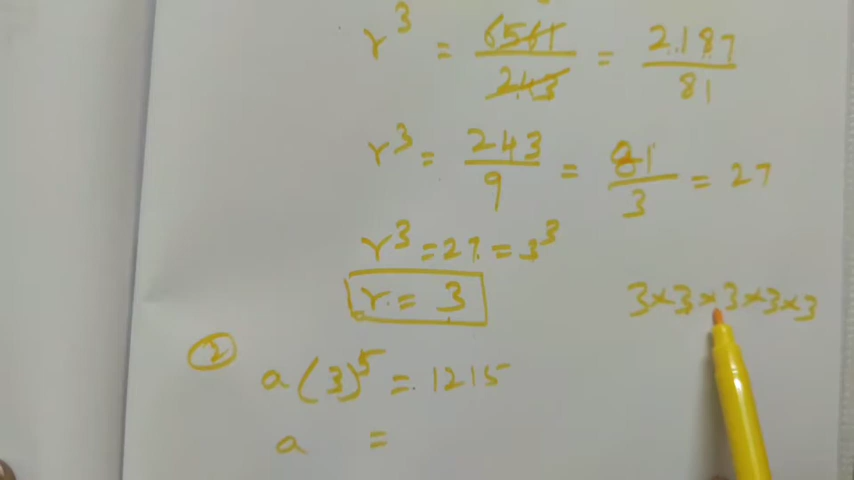 r³ = 6561/243 = 2187/81
r³ = 243/9 = 81/3 = 27
r³ = 27 = 3³
r = 3
3×3×3×3×3
② a(3)⁵ = 1215
a =